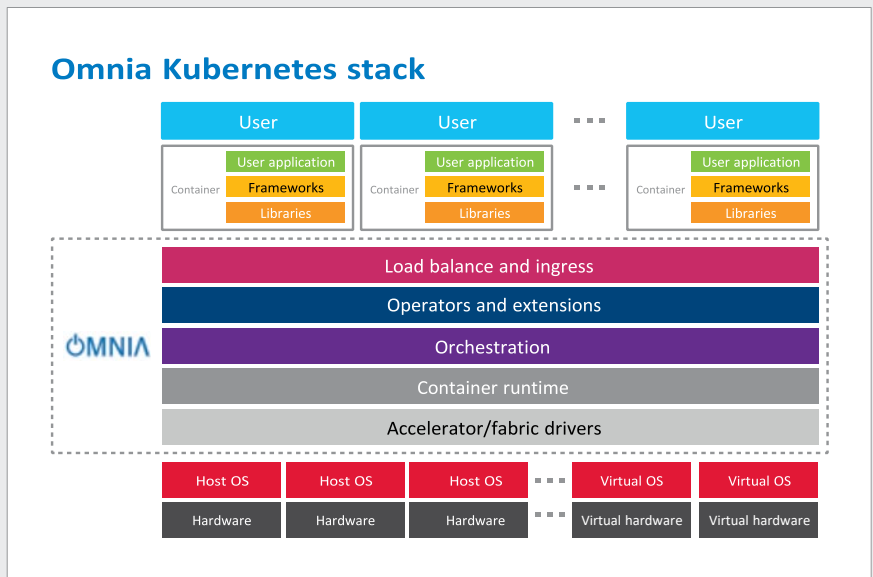 Omnia Kubernetes stack
User User User
User application User application User application
Container Frameworks Container Frameworks Container Frameworks
Libraries Libraries Libraries
Load balance and ingress
Operators and extensions
OMNIA
Orchestration
Container runtime
Accelerator/fabric drivers
Host OS Host OS Host OS Virtual OS Virtual OS
Hardware Hardware Hardware Virtual hardware Virtual hardware